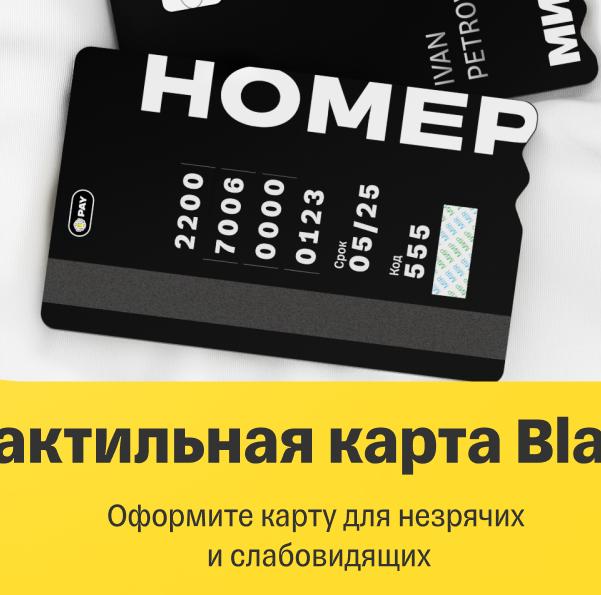 IVAN
PETROV
МИ
НОМЕР
PAY
2200
7006
0000
0123
Срок
05/25
Код
555
актильная карта Bla
Оформите карту для незрячих
и слабовидящих